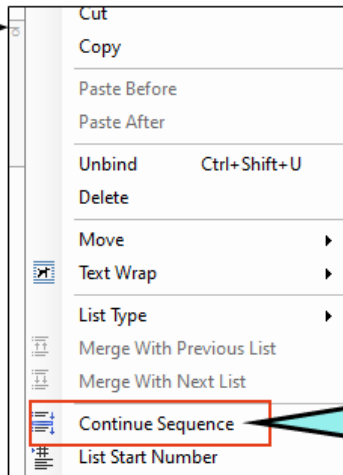 Cut
Copy
Paste Before
Paste After
Unbind Ctrl+Shift+U
Delete
Move
Text Wrap
List Type
Merge With Previous List
Merge With Next List
Continue Sequence
List Start Number